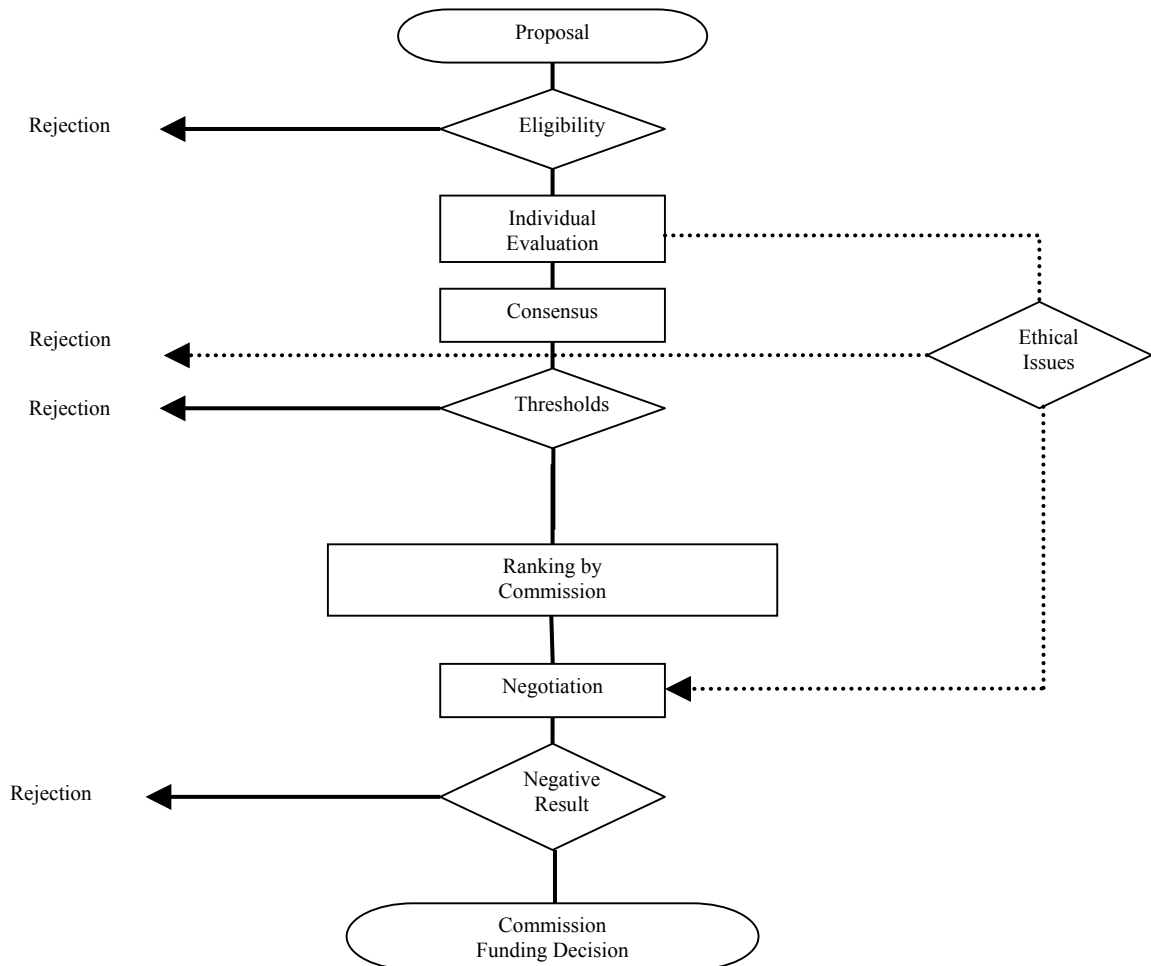 Proposal
Rejection
Eligibility
Individual
Evaluation
Consensus
Rejection
Ethical
Issues
Rejection
Thresholds
Ranking by
Commission
Negotiation
Rejection
Negative
Result
Commission
Funding Decision